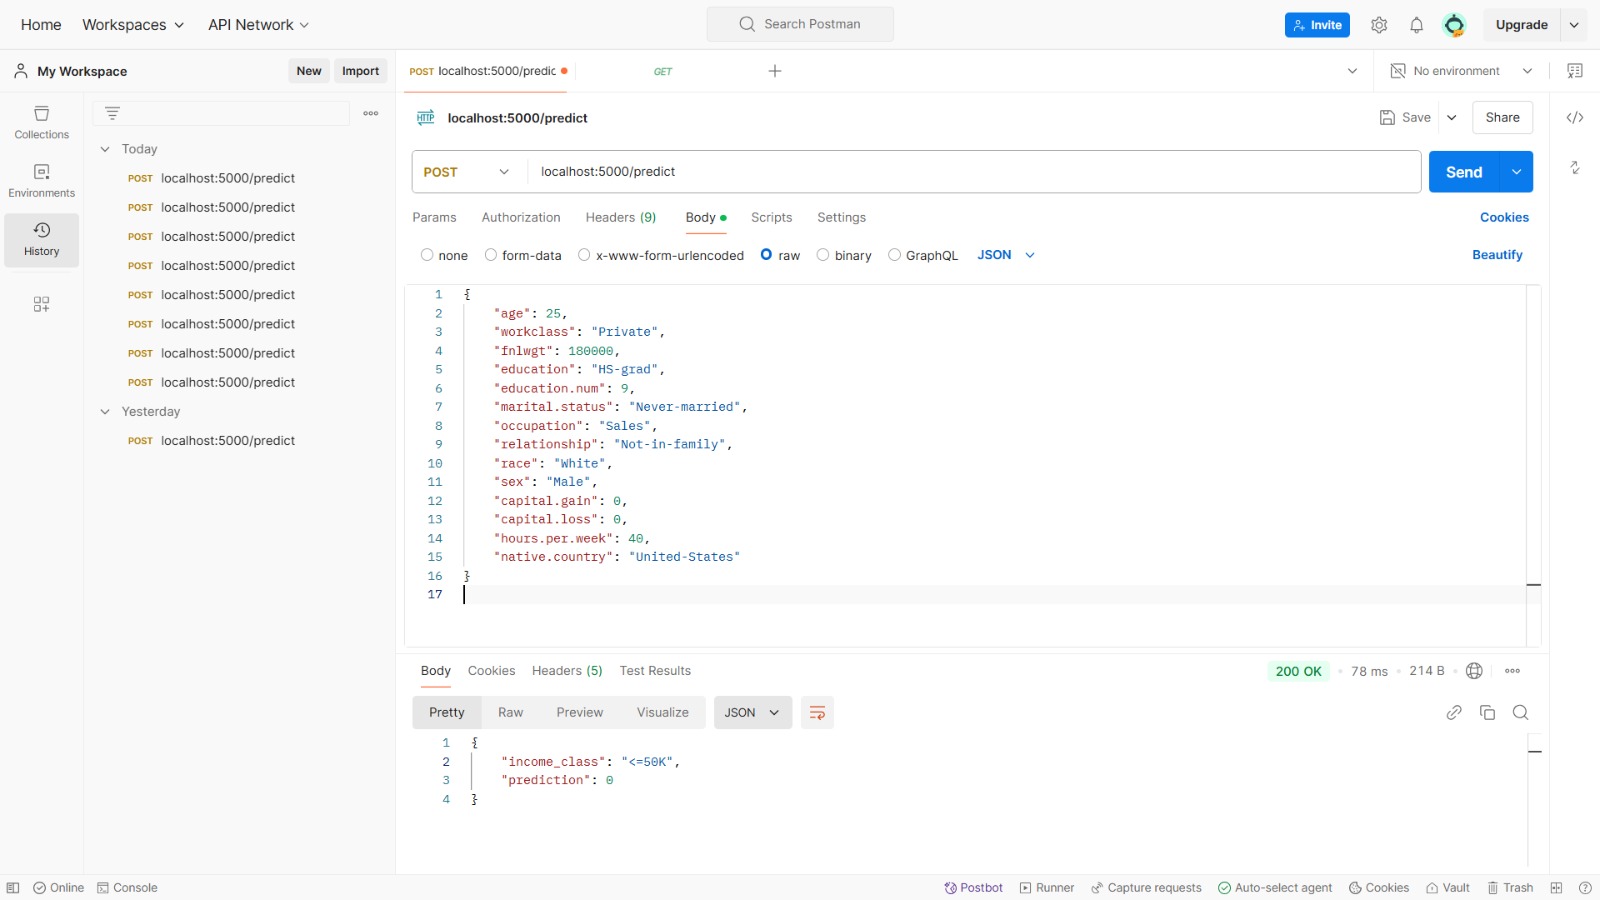 Home Workspaces API Network Search Postman Invite Upgrade
My Workspace New Import POST localhost:5000/predic GET No environment
Collections
Environments
History
Today
POST localhost:5000/predict
POST localhost:5000/predict
POST localhost:5000/predict
POST localhost:5000/predict
POST localhost:5000/predict
POST localhost:5000/predict
POST localhost:5000/predict
POST localhost:5000/predict
Yesterday
POST localhost:5000/predict
HTTP localhost:5000/predict Save Share
POST localhost:5000/predict Send
Params Authorization Headers (9) Body Scripts Settings Cookies
none form-data x-www-form-urlencoded raw binary GraphQL JSON Beautify
1 {
2 "age": 25,
3 "workclass": "Private",
4 "fnlwgt": 180000,
5 "education": "HS-grad",
6 "education.num": 9,
7 "marital.status": "Never-married",
8 "occupation": "Sales",
9 "relationship": "Not-in-family",
10 "race": "White",
11 "sex": "Male",
12 "capital.gain": 0,
13 "capital.loss": 0,
14 "hours.per.week": 40,
15 "native.country": "United-States"
16 }
17
Body Cookies Headers (5) Test Results 200 OK 78 ms 214 B
Pretty Raw Preview Visualize JSON
1 {
2 "income_class": "<=50K",
3 "prediction": 0
4 }
Online Console Postbot Runner Capture requests Auto-select agent Cookies Vault Trash